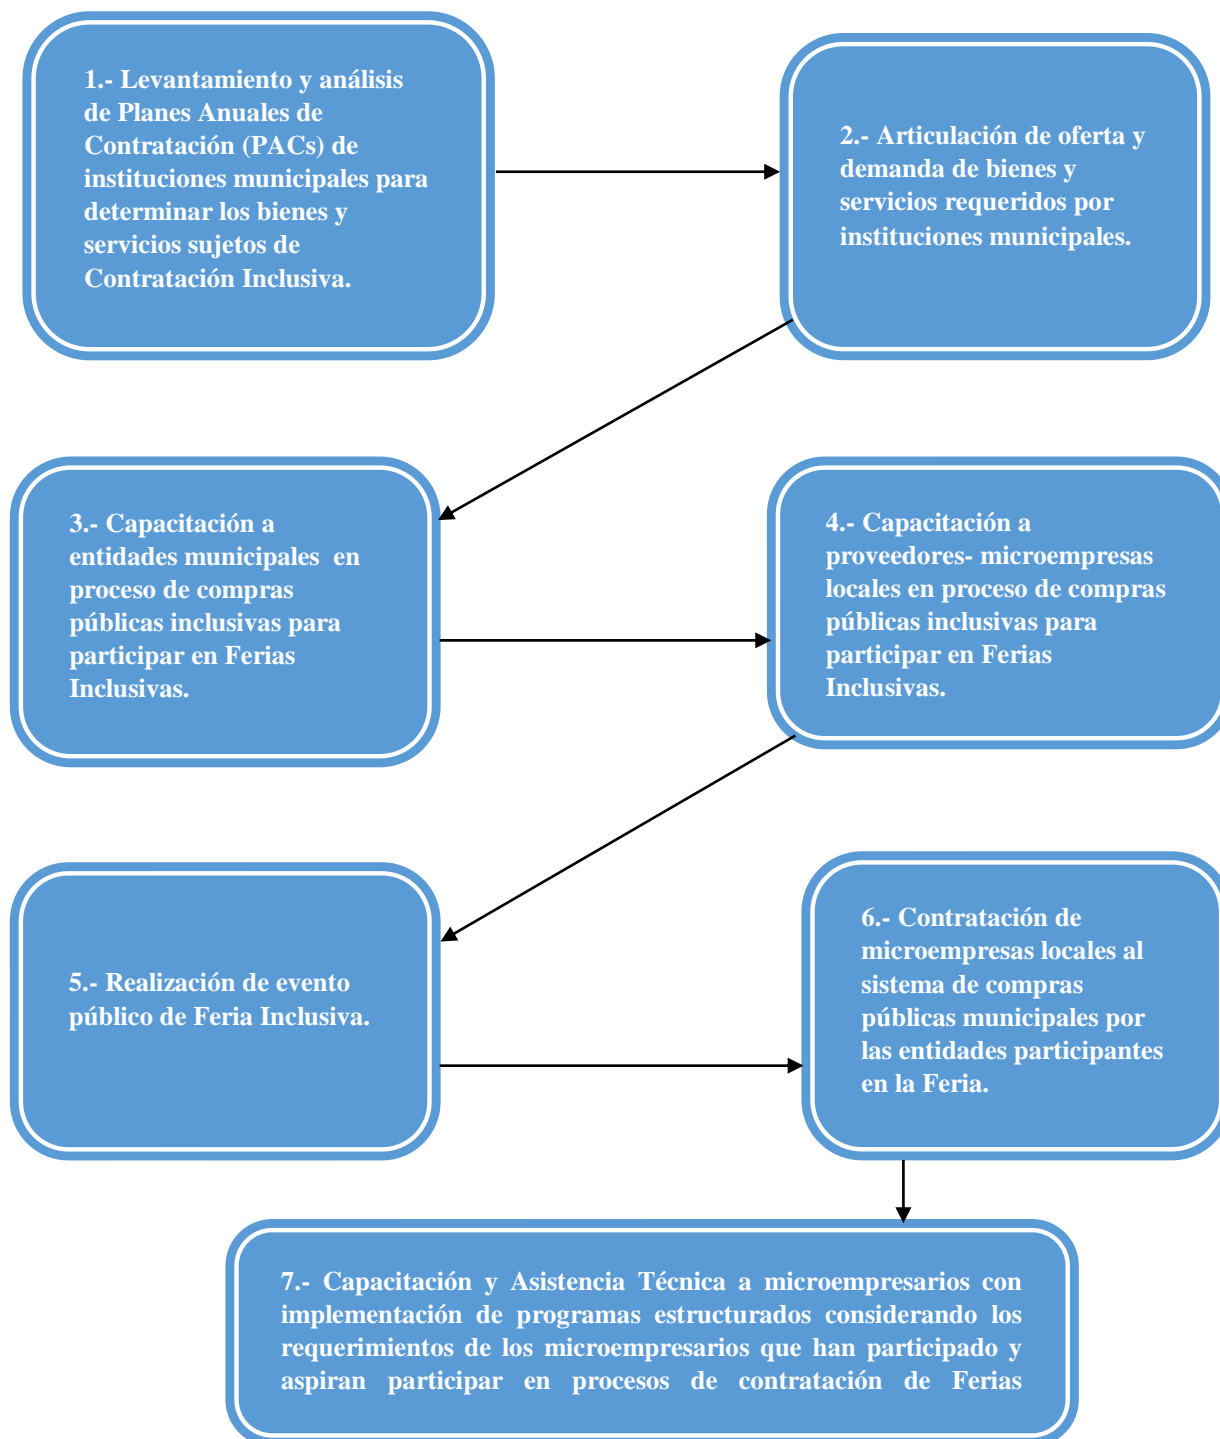 1.- Levantamiento y análisis
de Planes Anuales de
Contratación (PACs) de
instituciones municipales para
determinar los bienes y
servicios sujetos de
Contratación Inclusiva.
2.- Articulación de oferta y
demanda de bienes y
servicios requeridos por
instituciones municipales.
3.- Capacitación a
entidades municipales en
proceso de compras
públicas inclusivas para
participar en Ferias
Inclusivas.
4.- Capacitación a
proveedores- microempresas
locales en proceso de compras
públicas inclusivas para
participar en Ferias
Inclusivas.
5.- Realización de evento
público de Feria Inclusiva.
6.- Contratación de
microempresas locales al
sistema de compras
públicas municipales por
las entidades participantes
en la Feria.
7.- Capacitación y Asistencia Técnica a microempresarios con
implementación de programas estructurados considerando los
requerimientos de los microempresarios que han participado y
aspiran participar en procesos de contratación de Ferias